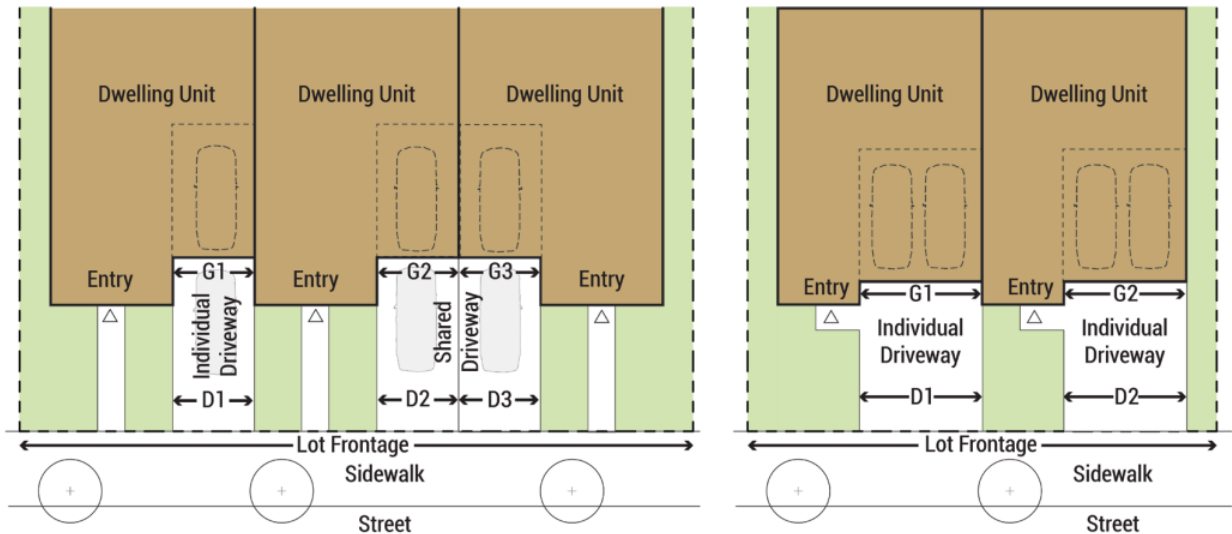 Dwelling Unit
Dwelling Unit
Dwelling Unit
Entry
G1
Entry
G2
G3
Entry
Individual
Driveway
Shared
Driveway
D1
D2
D3
Lot Frontage
Sidewalk
Street
Dwelling Unit
Dwelling Unit
Entry
G1
Entry
G2
Individual
Driveway
Individual
Driveway
D1
D2
Lot Frontage
Sidewalk
Street